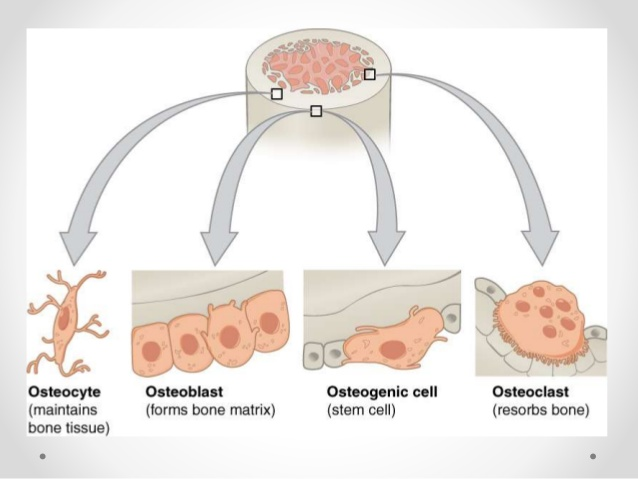 Osteocyte
(maintains
bone tissue)
Osteoblast
(forms bone matrix)
Osteogenic cell
(stem cell)
Osteoclast
(resorbs bone)